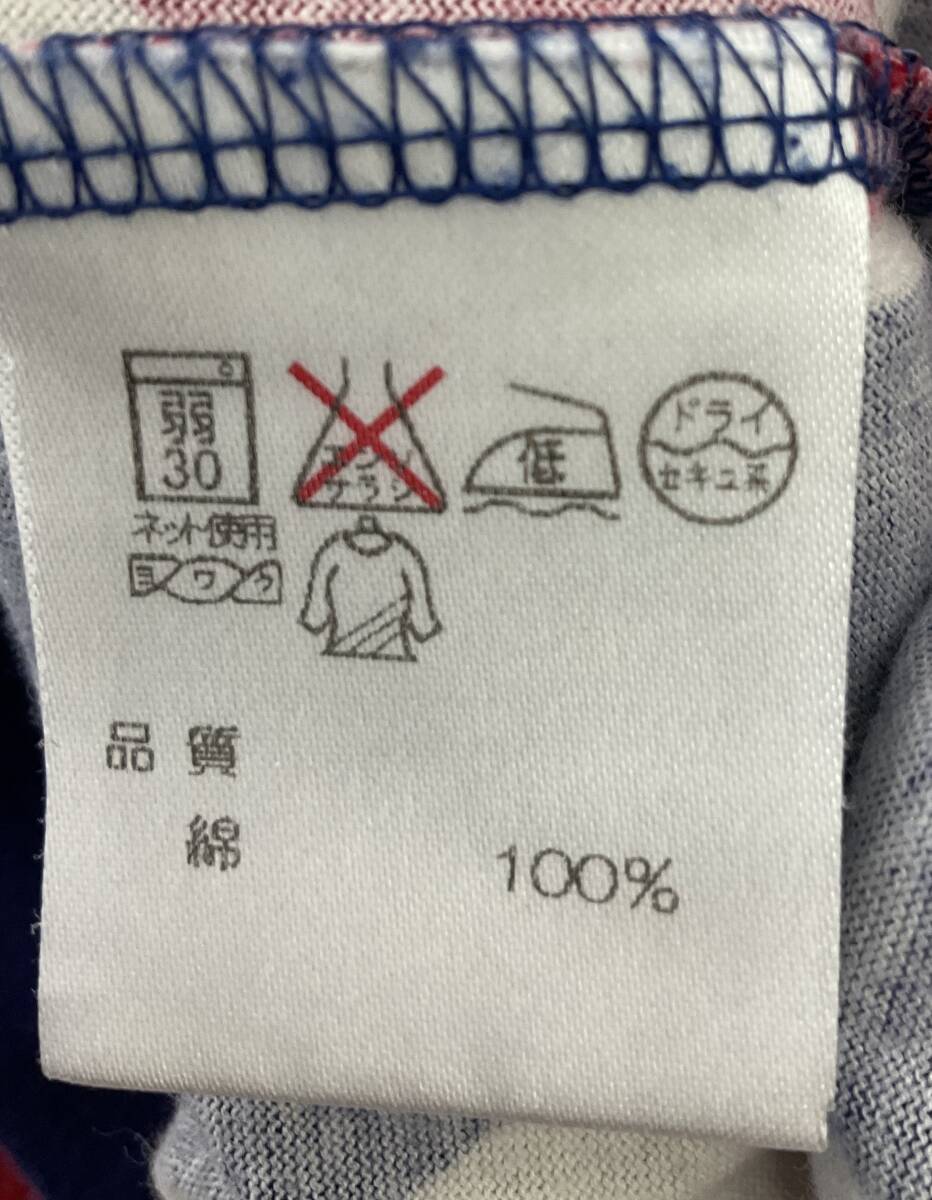 弱
30
ネット使用
ヨワク
エンソ
サラシ
低
ドライ
セキユ系
品 質
綿 100%